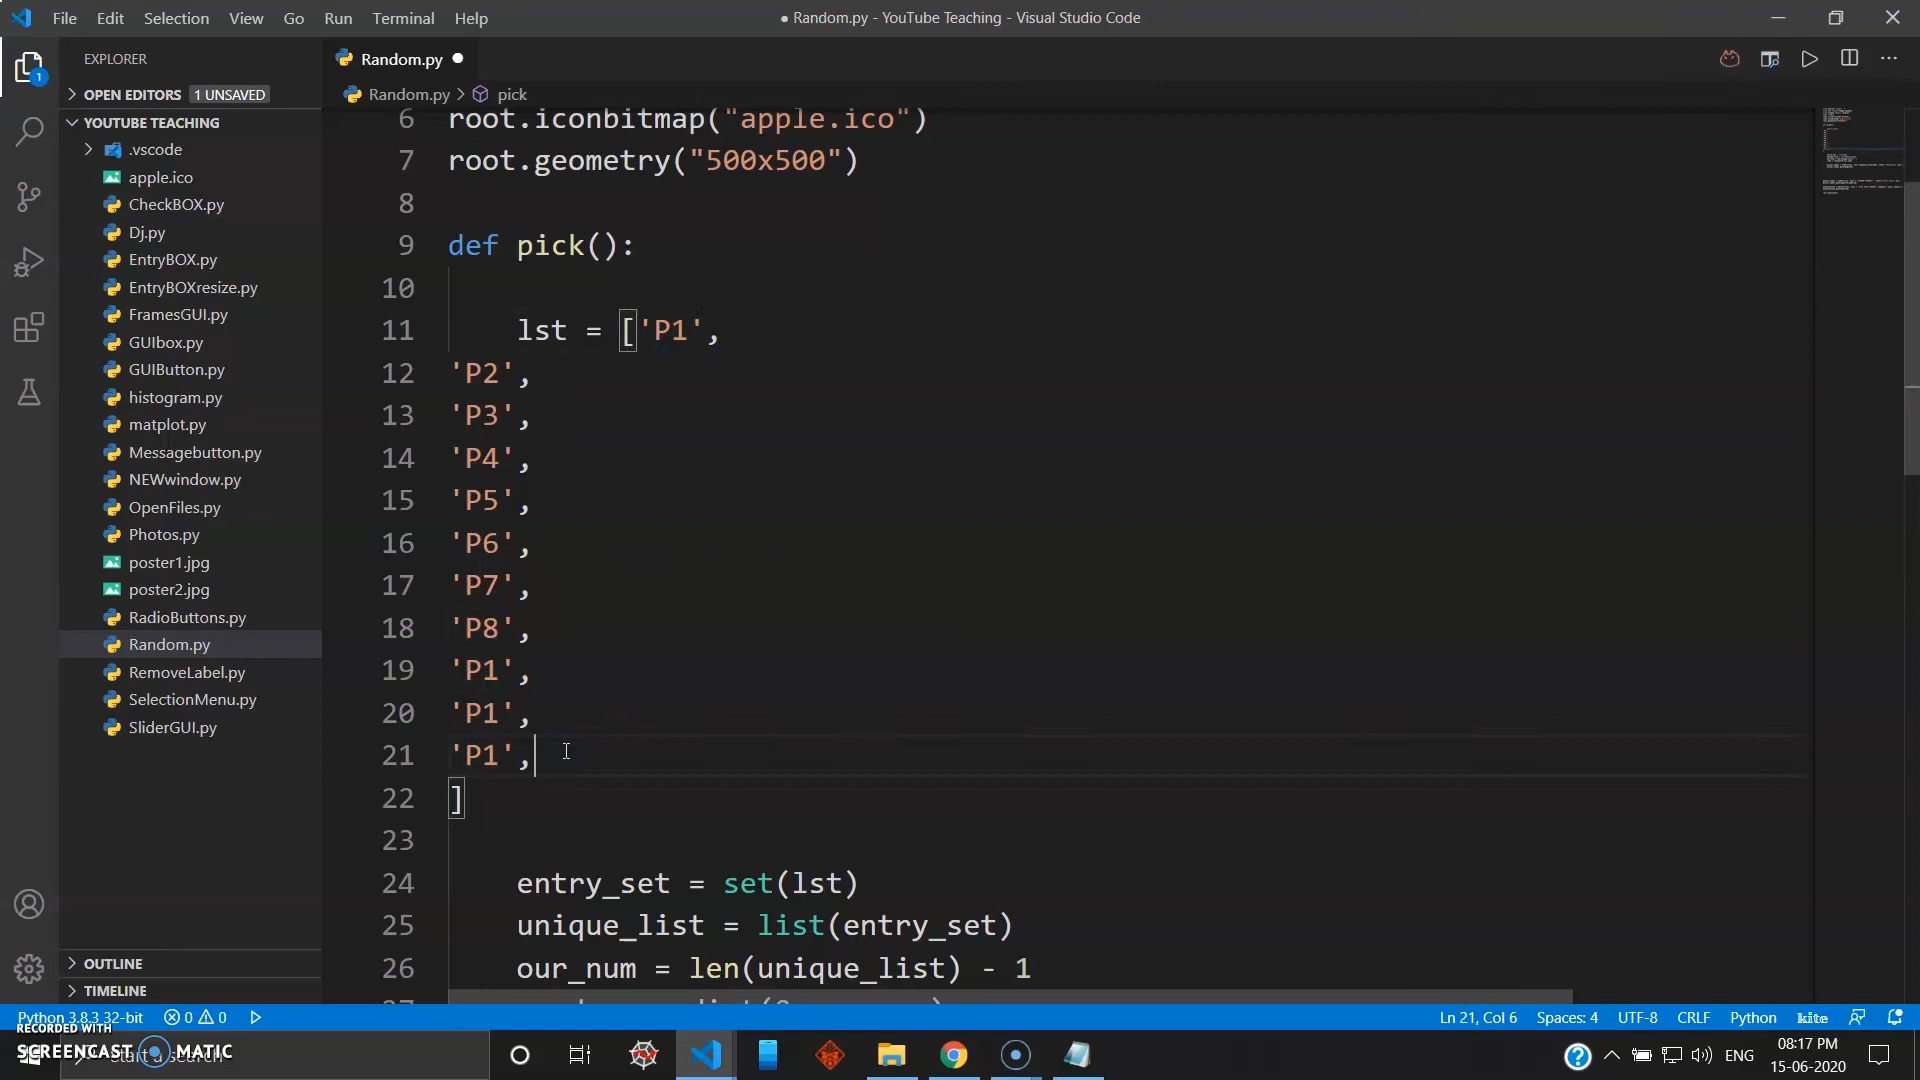 File Edit Selection View Go Run Terminal Help
● Random.py - YouTube Teaching - Visual Studio Code
EXPLORER
OPEN EDITORS 1 UNSAVED
YOUTUBE TEACHING
.vscode
apple.ico
CheckBOX.py
Dj.py
EntryBOX.py
EntryBOXresize.py
FramesGUI.py
GUIbox.py
GUIButton.py
histogram.py
matplot.py
Messagebutton.py
NEWwindow.py
OpenFiles.py
Photos.py
poster1.jpg
poster2.jpg
RadioButtons.py
Random.py
RemoveLabel.py
SelectionMenu.py
SliderGUI.py
OUTLINE
TIMELINE
1
Random.py ●
Random.py > pick
6 root.iconbitmap("apple.ico")
7 root.geometry("500x500")
8
9 def pick():
10
11 lst = ['P1',
12 'P2',
13 'P3',
14 'P4',
15 'P5',
16 'P6',
17 'P7',
18 'P8',
19 'P1',
20 'P1',
21 'P1',
22 ]
23
24 entry_set = set(lst)
25 unique_list = list(entry_set)
26 our_num = len(unique_list) - 1
Python 3.8.3 32-bit 0 0
Ln 21, Col 6 Spaces: 4 UTF-8 CRLF Python kite
RECORDED WITH
SCREENCAST MATIC
ENG
08:17 PM
15-06-2020